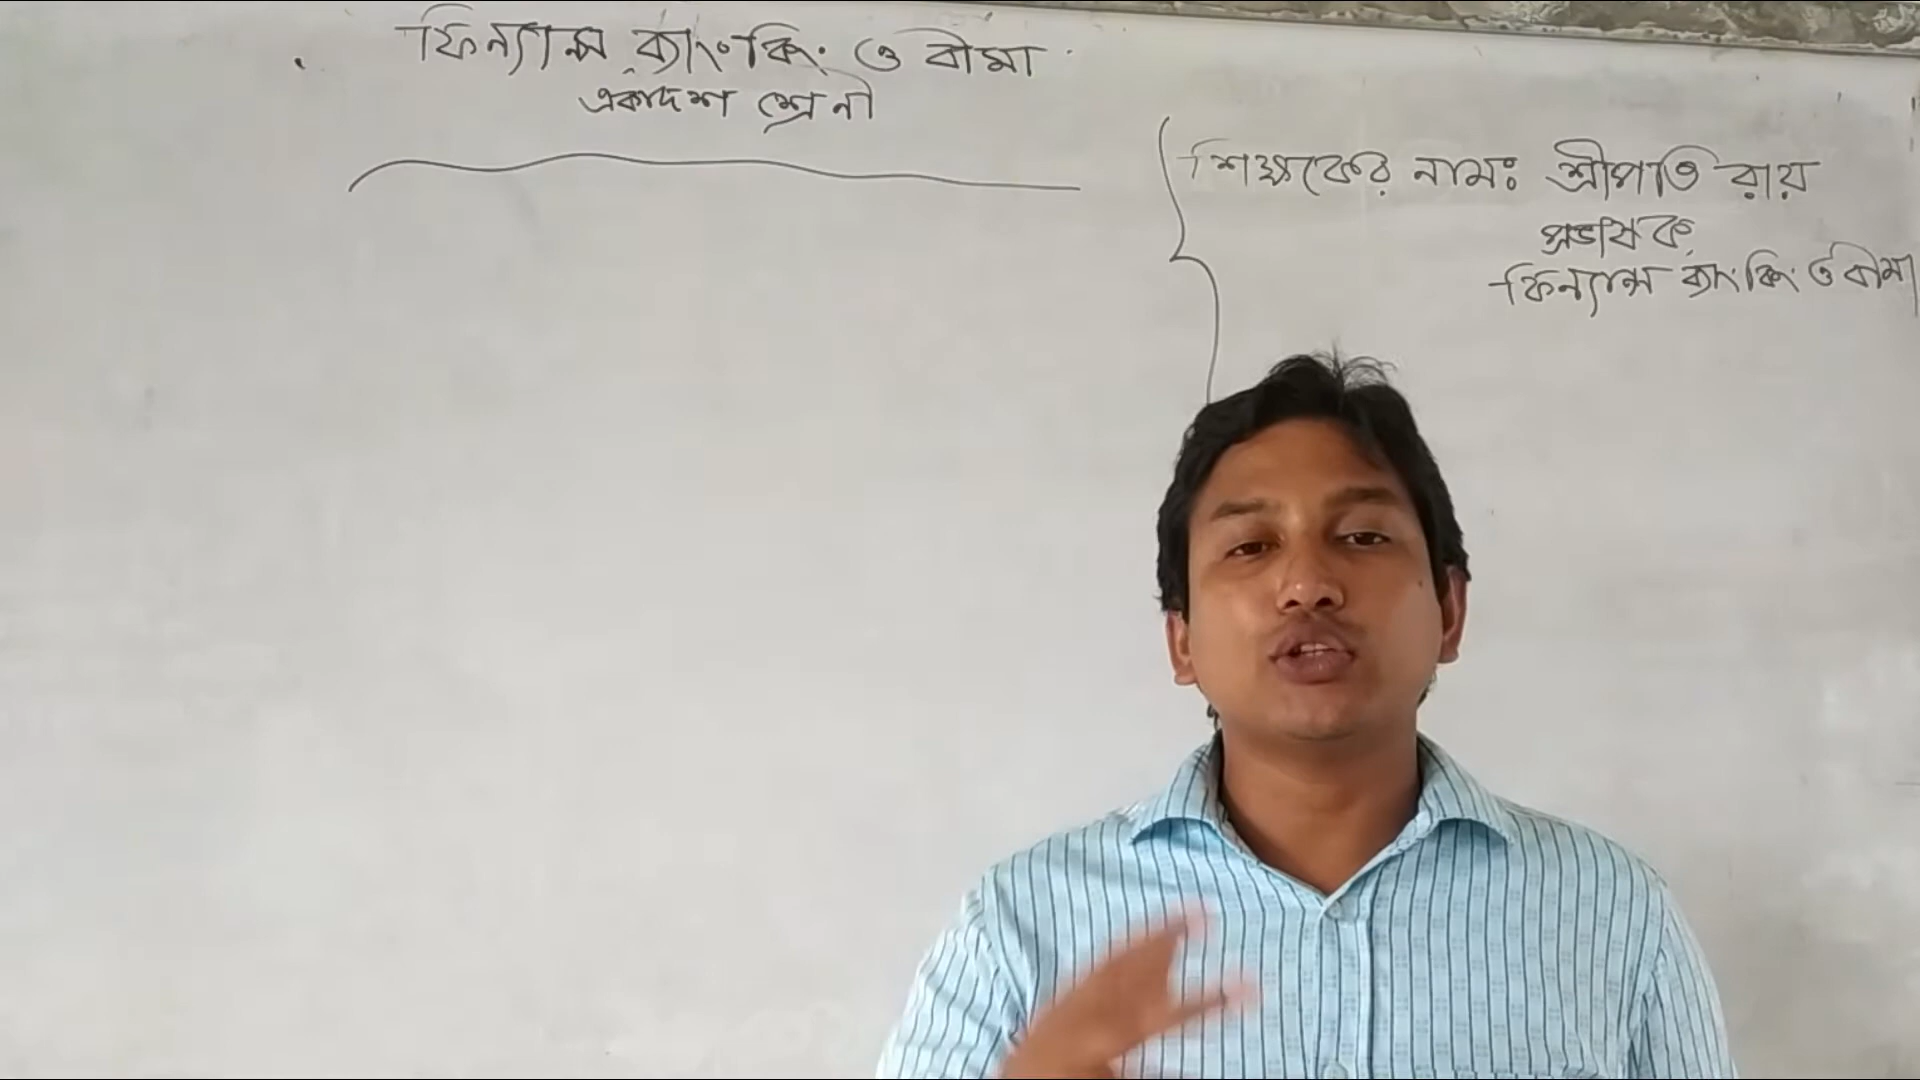 ফিন্যান্স ব্যাংকিং ও বীমা
একাদশ শ্রেনী
শিক্ষকের নামঃ শ্রীপতি রায়
প্রভাষক
ফিন্যান্স ব্যাংকিং ও বীমা